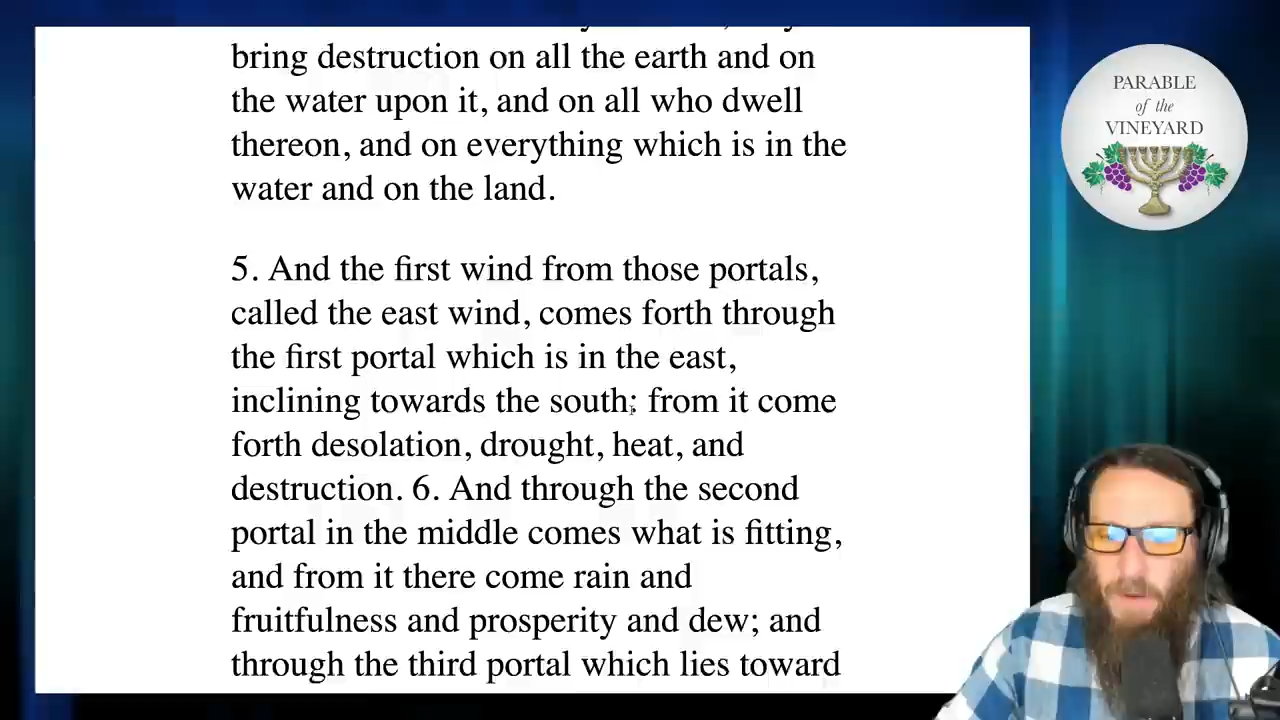 bring destruction on all the earth and on
the water upon it, and on all who dwell
thereon, and on everything which is in the
water and on the land.
5. And the first wind from those portals,
called the east wind, comes forth through
the first portal which is in the east,
inclining towards the south: from it come
forth desolation, drought, heat, and
destruction. 6. And through the second
portal in the middle comes what is fitting,
and from it there come rain and
fruitfulness and prosperity and dew; and
through the third portal which lies toward
PARABLE
of the
VINEYARD